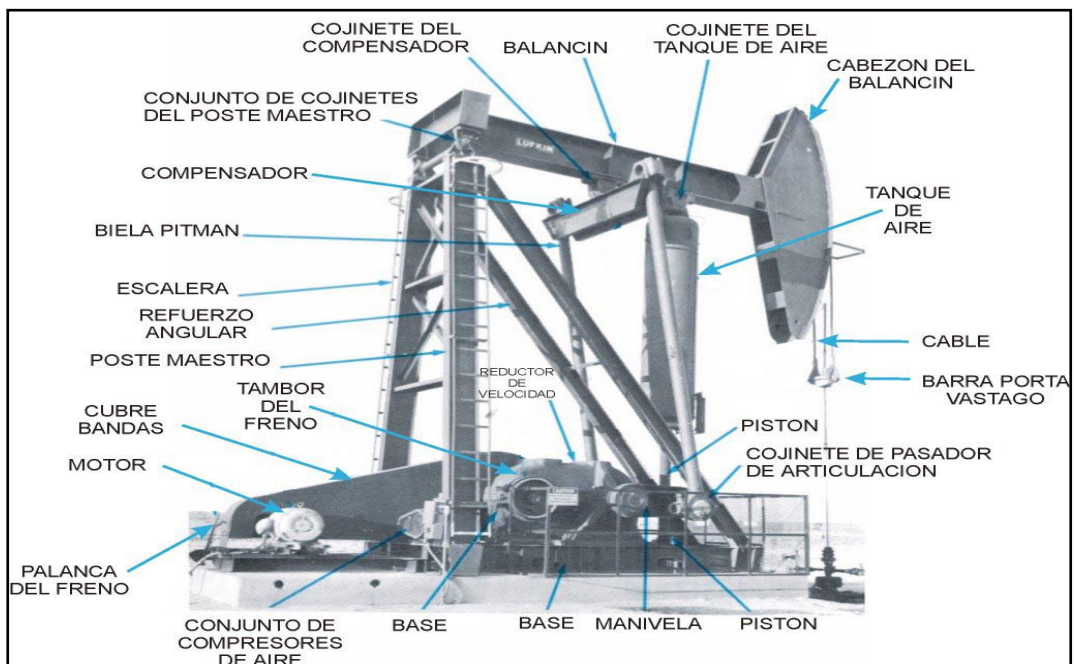 COJINETE DEL
COMPENSADOR
BALANCIN
COJINETE DEL
TANQUE DE AIRE
CABEZON DEL
BALANCIN
CONJUNTO DE COJINETES
DEL POSTE MAESTRO
LUFKIN
COMPENSADOR
TANQUE
DE
AIRE
BIELA PITMAN
ESCALERA
REFUERZO
ANGULAR
POSTE MAESTRO
CABLE
REDUCTOR
DE
VELOCIDAD
TAMBOR
DEL
FRENO
BARRA PORTA
VASTAGO
CUBRE
BANDAS
PISTON
MOTOR
COJINETE DE PASADOR
DE ARTICULACION
CAUTION
PALANCA
DEL FRENO
CONJUNTO DE
COMPRESORES
DE AIRE
BASE
BASE
MANIVELA
PISTON